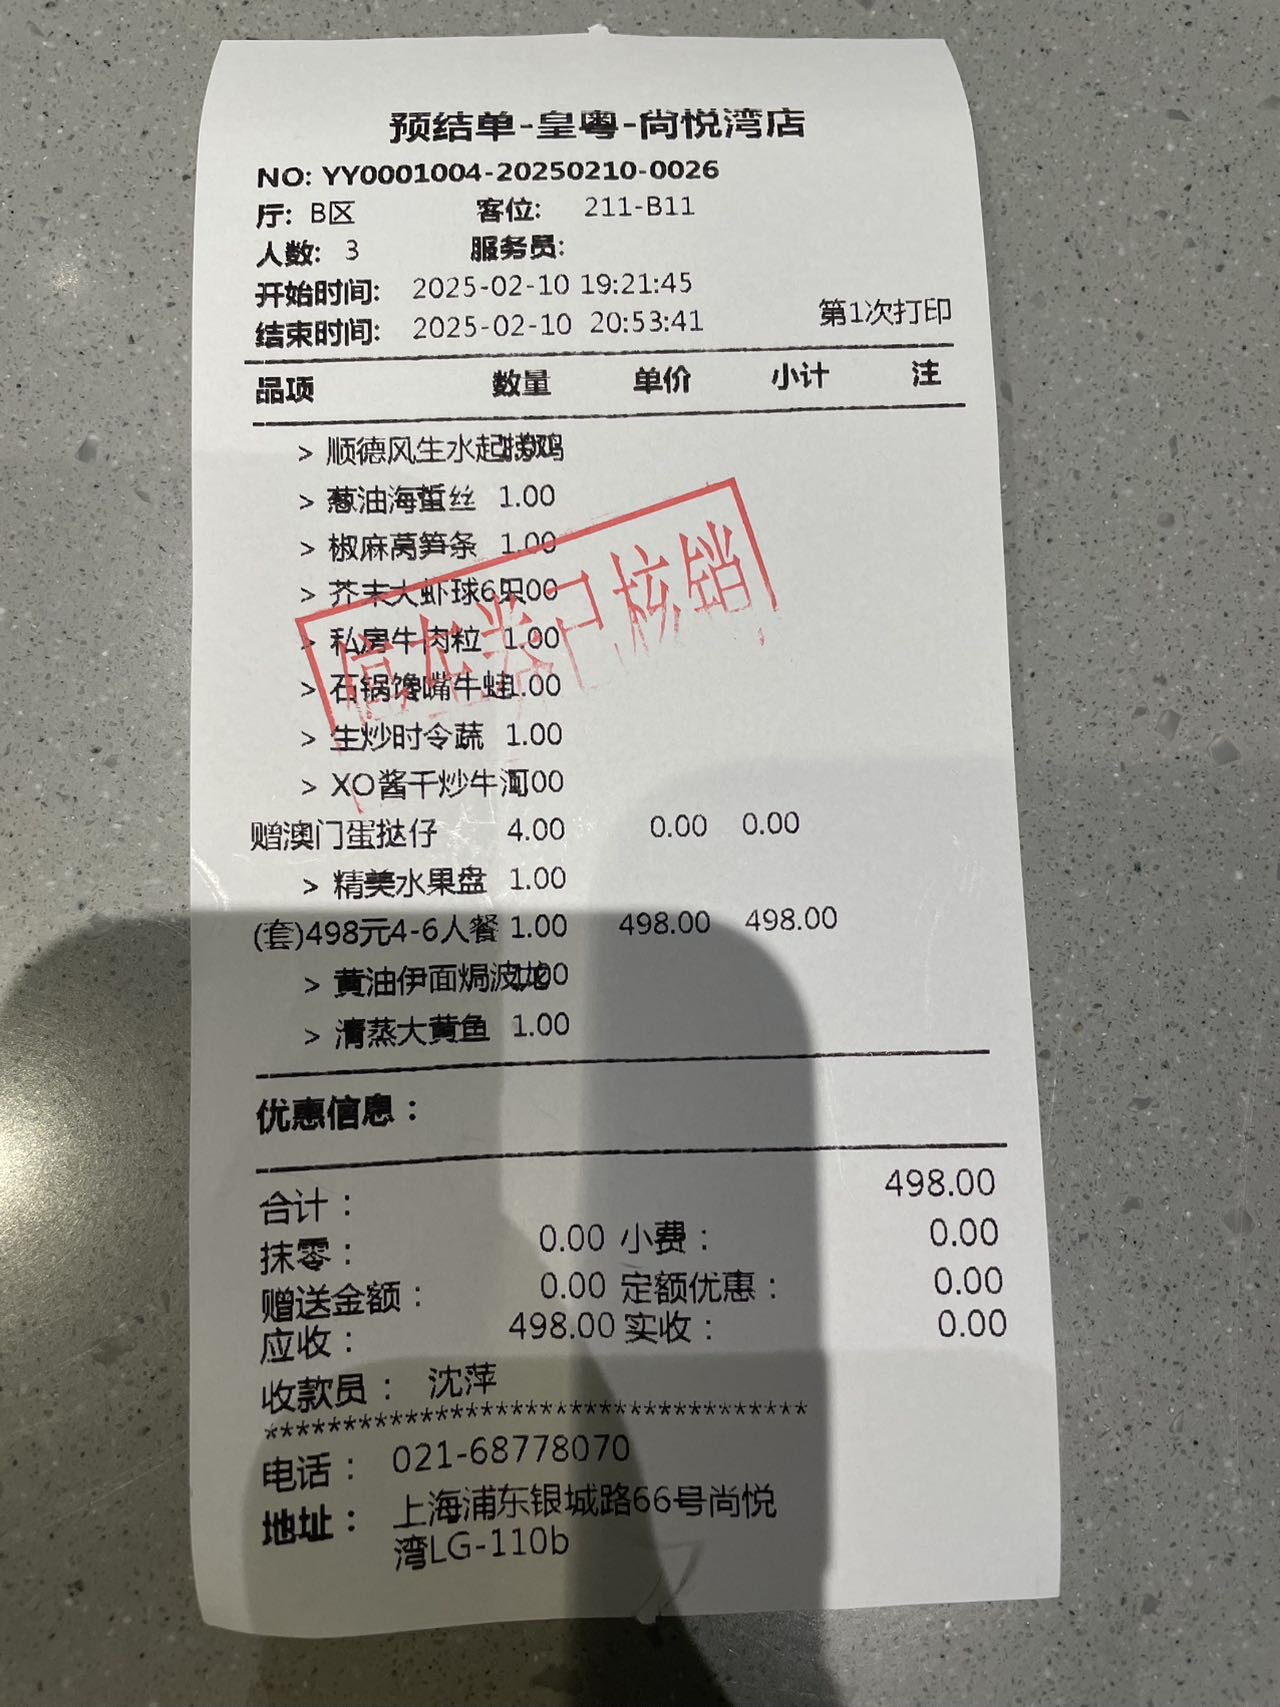 预结单-皇粤-尚悦湾店
NO: YY0001004-20250210-0026
厅: B区 客位: 211-B11
人数: 3 服务员:
开始时间: 2025-02-10 19:21:45
结束时间: 2025-02-10 20:53:41 第1次打印
品项 数量 单价 小计 注
> 顺德风生水起捞鸡
> 葱油海蜇丝 1.00
> 椒麻莴笋条 1.00
> 芥末大虾球6只 1.00
> 私房牛肉粒 1.00
> 石锅馋嘴牛蛙 1.00
> 生炒时令蔬 1.00
> XO酱干炒牛河 1.00
赠澳门蛋挞仔 4.00 0.00 0.00
> 精美水果盘 1.00
(套)498元4-6人餐 1.00 498.00 498.00
> 黄油伊面焗波龙 1.00
> 清蒸大黄鱼 1.00
券已核销
优惠信息:
合计: 498.00
抹零: 0.00 小费: 0.00
赠送金额: 0.00 定额优惠: 0.00
应收: 498.00 实收: 0.00
收款员: 沈萍
***********************************
电话: 021-68778070
地址: 上海浦东银城路66号尚悦
湾LG-110b